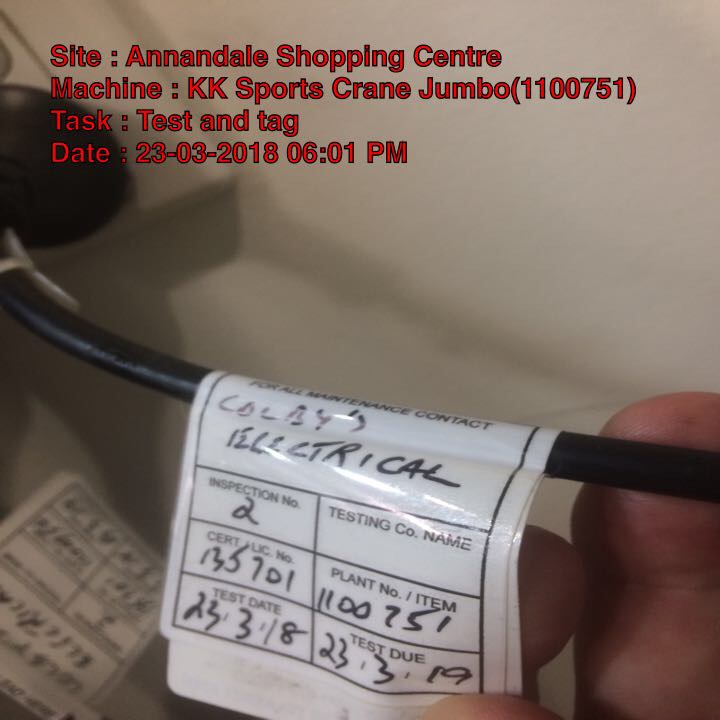 Site : Annandale Shopping Centre
Machine : KK Sports Crane Jumbo(1100751)
Task : Test and tag
Date : 23-03-2018 06:01 PM
FOR ALL MAINTENANCE CONTACT
COLBY'S
ELECTRICAL
INSPECTION No.
2
TESTING Co. NAME
CERT / LIC. No.
135701
PLANT No. / ITEM
1100751
TEST DATE
23.3.18
TEST DUE
23.3.19